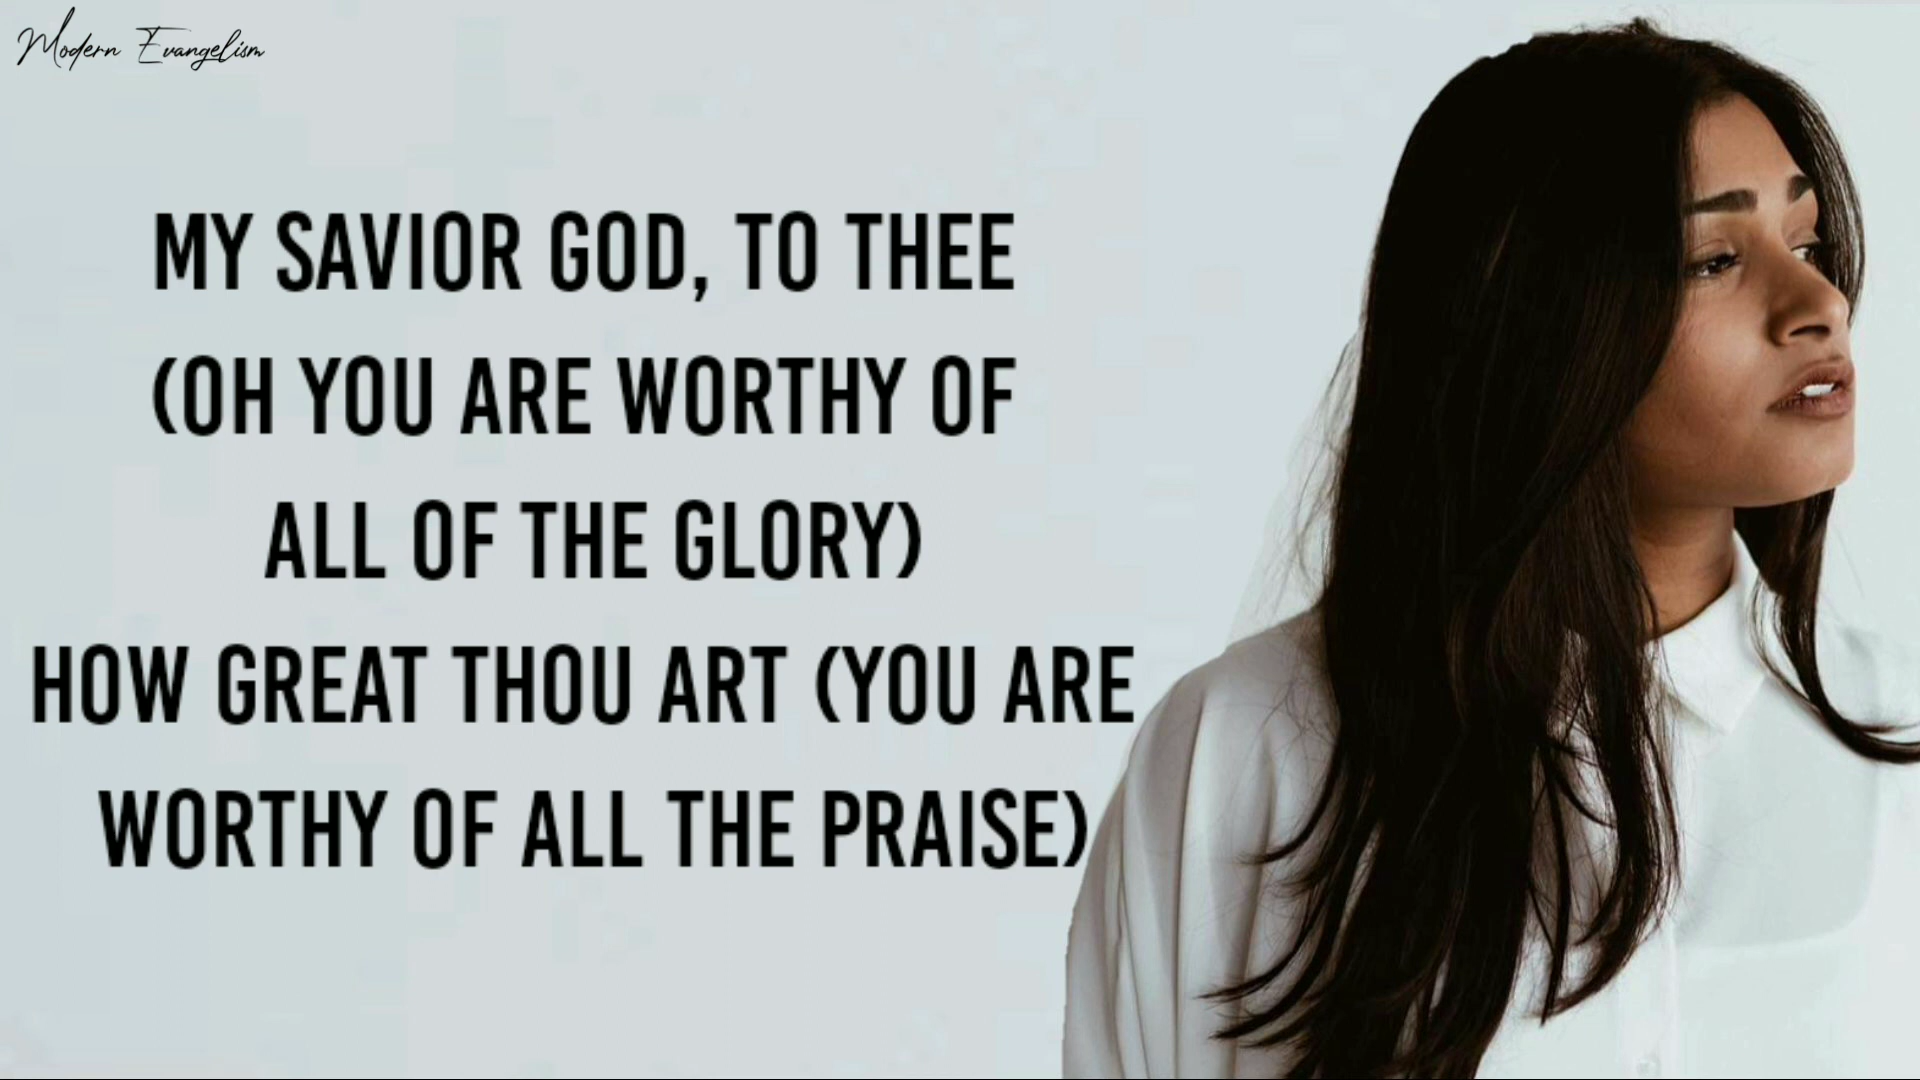 Modern Evangelism
MY SAVIOR GOD, TO THEE
(OH YOU ARE WORTHY OF
ALL OF THE GLORY)
HOW GREAT THOU ART (YOU ARE
WORTHY OF ALL THE PRAISE)